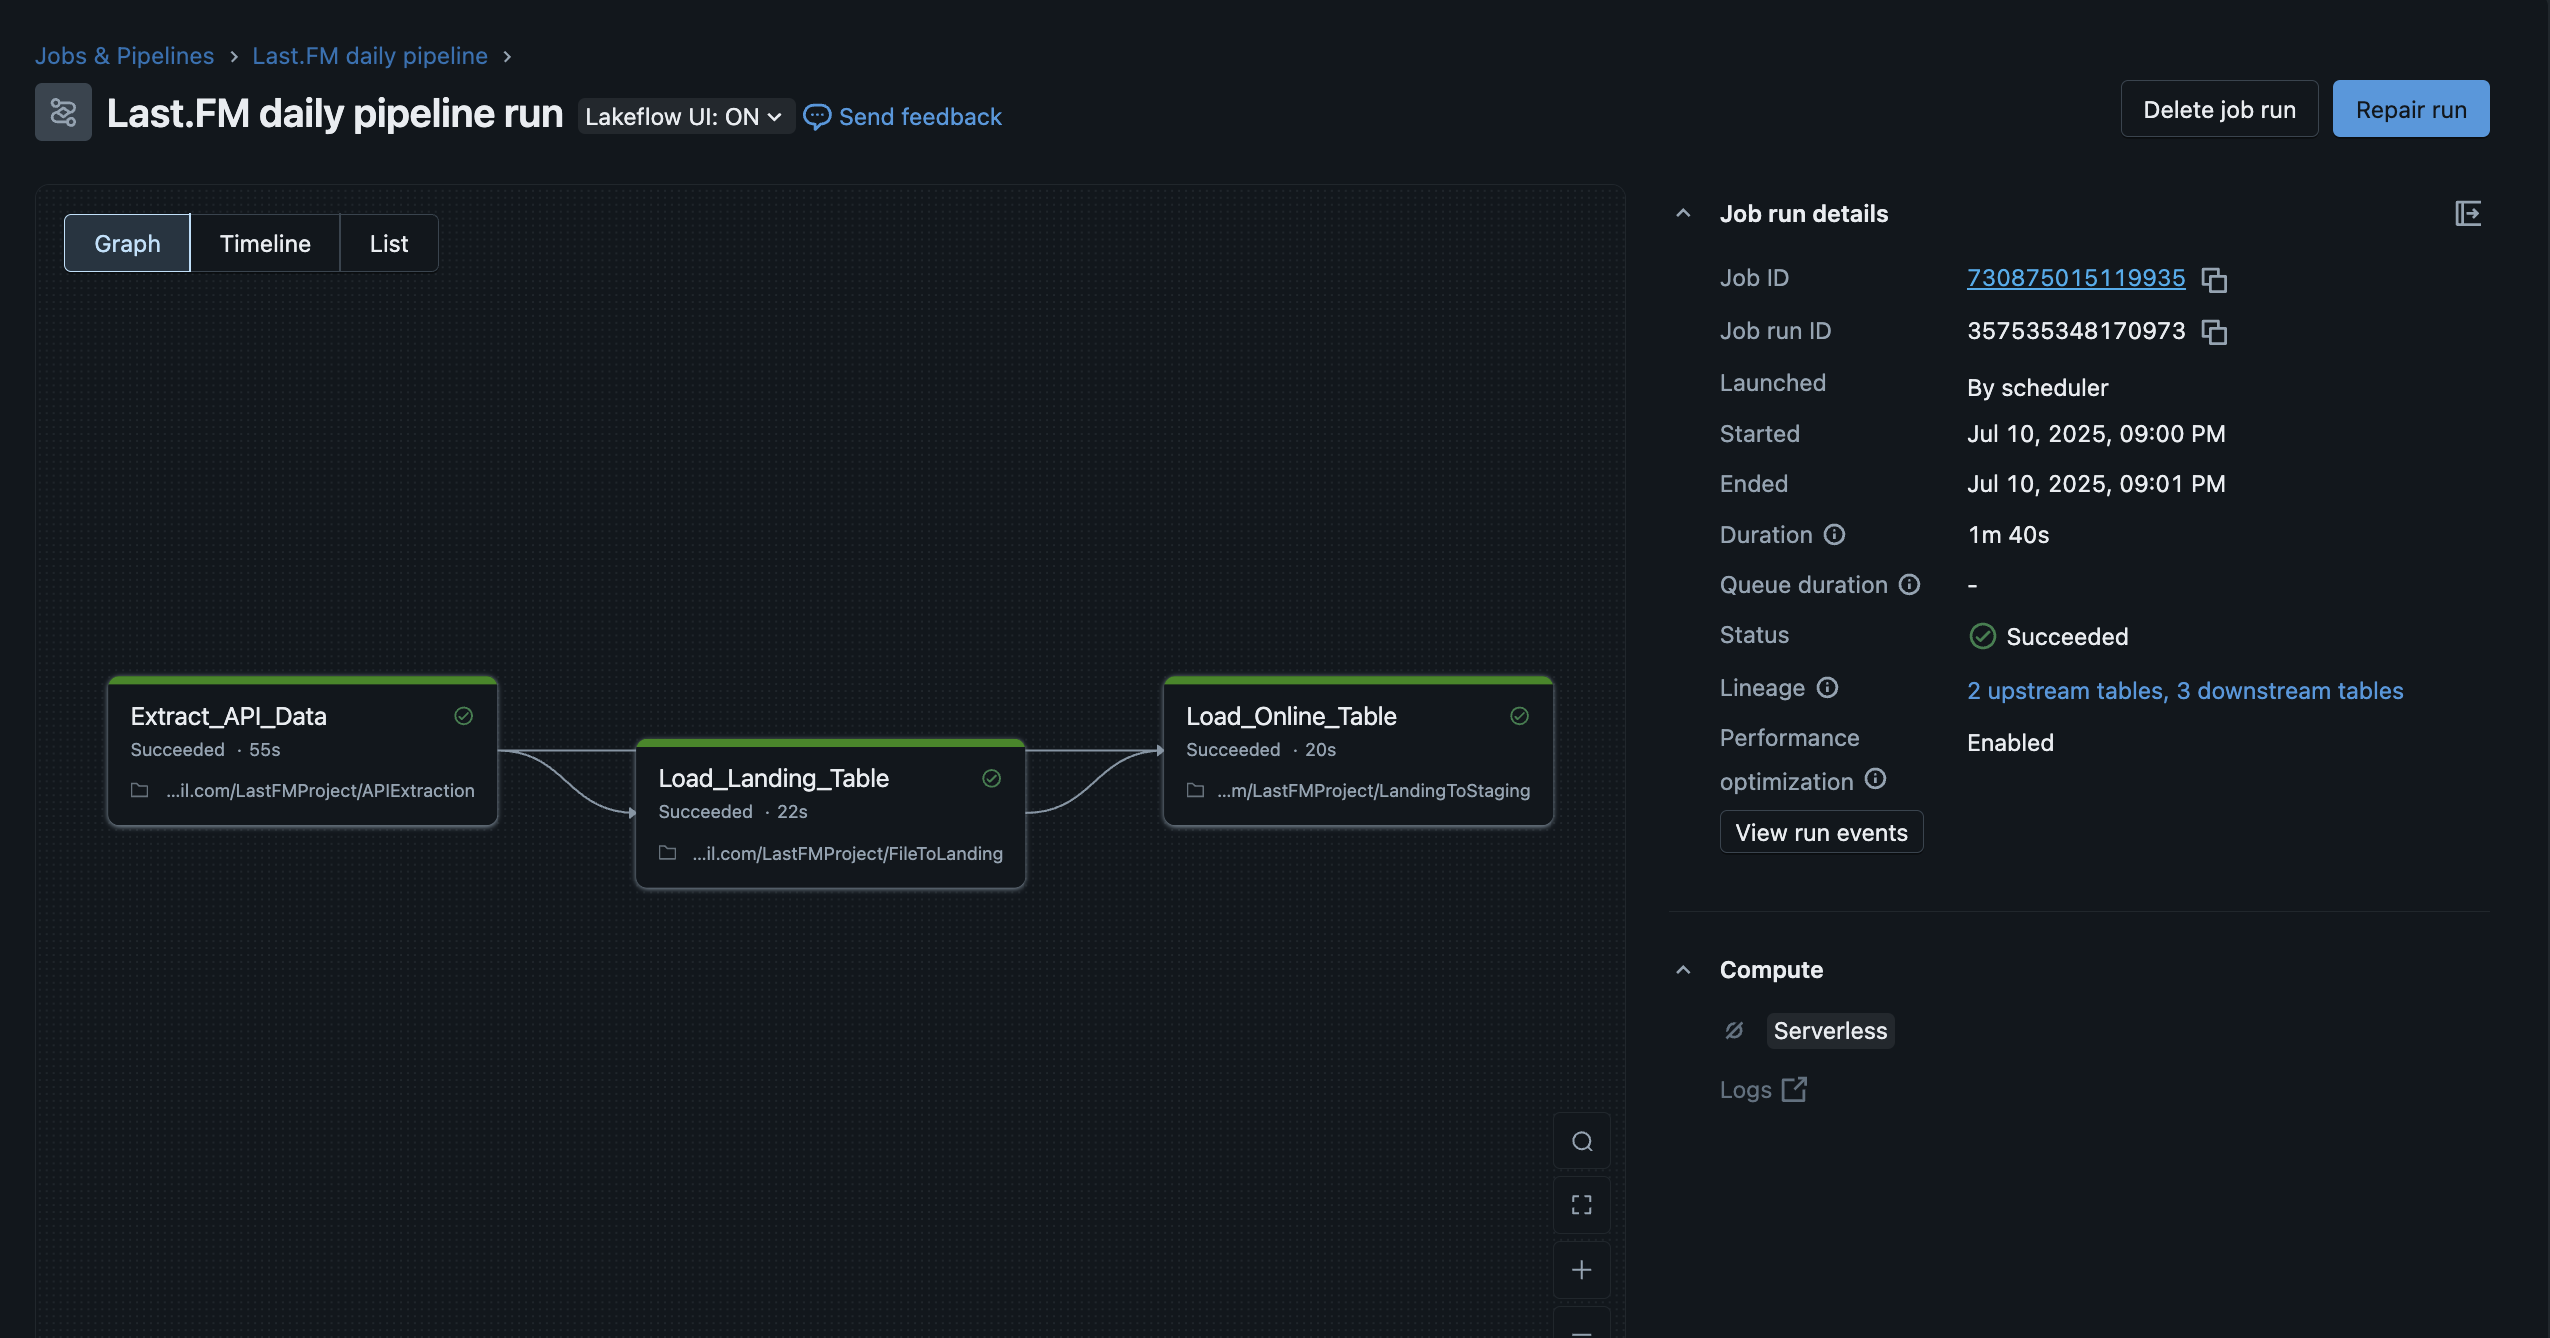 Jobs & Pipelines > Last.FM daily pipeline >
Last.FM daily pipeline run
Lakeflow UI: ON
Send feedback
Delete job run
Repair run
Graph
Timeline
List
Extract_API_Data
Succeeded · 55s
...il.com/LastFMProject/APIExtraction
Load_Landing_Table
Succeeded · 22s
...il.com/LastFMProject/FileToLanding
Load_Online_Table
Succeeded · 20s
...m/LastFMProject/LandingToStaging
Job run details
Job ID 730875015119935
Job run ID 357535348170973
Launched By scheduler
Started Jul 10, 2025, 09:00 PM
Ended Jul 10, 2025, 09:01 PM
Duration 1m 40s
Queue duration -
Status Succeeded
Lineage 2 upstream tables, 3 downstream tables
Performance Enabled
optimization
View run events
Compute
Serverless
Logs